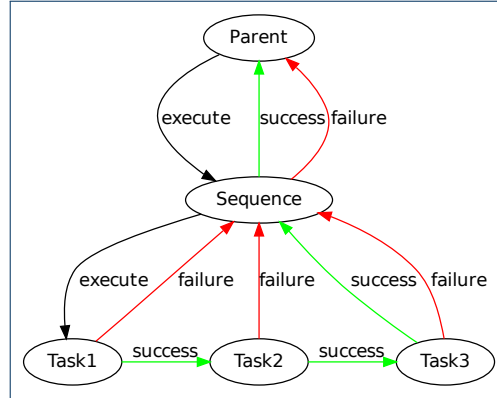 Parent
execute
success
failure
Sequence
execute
failure
failure
success
failure
Task1
success
Task2
success
Task3